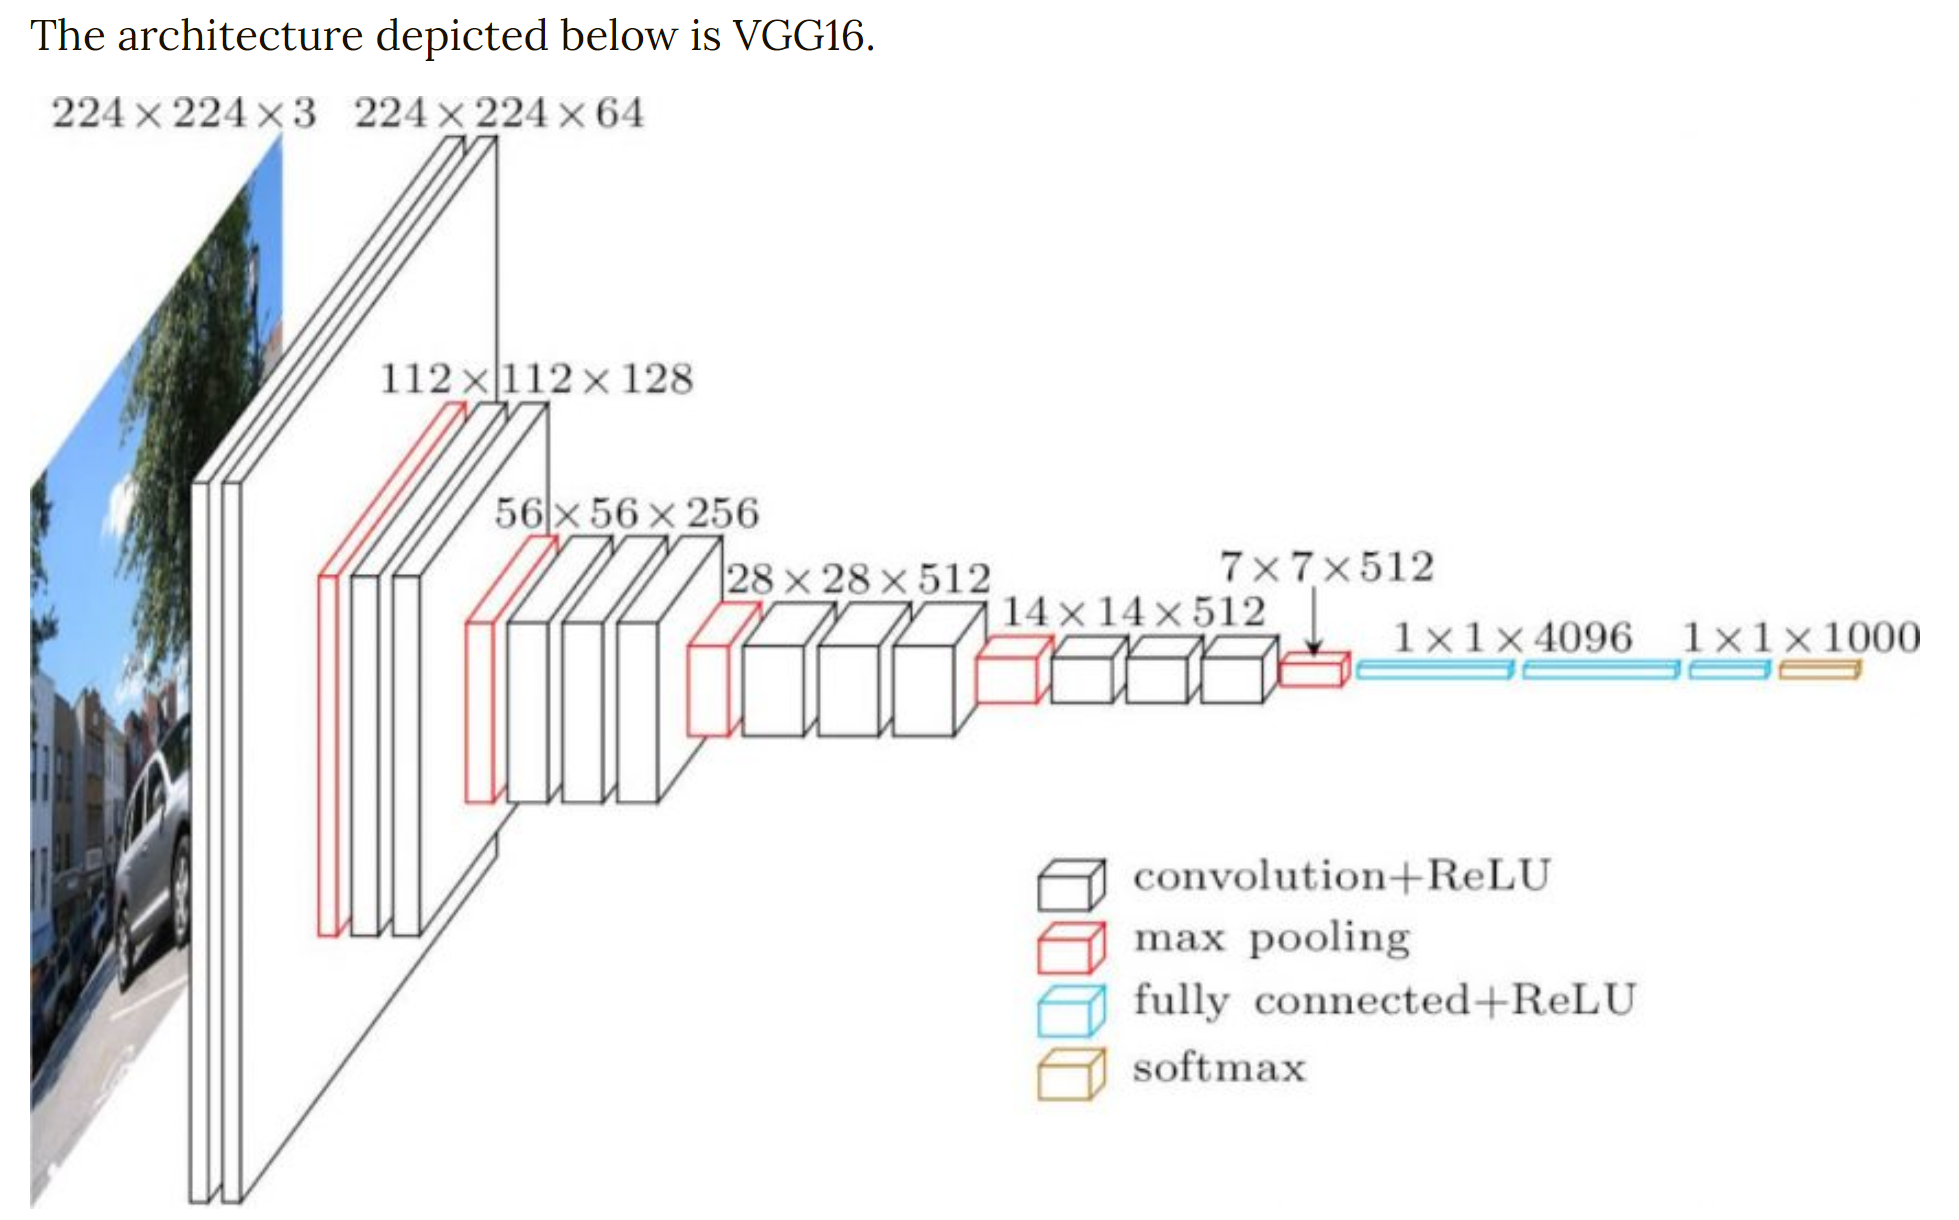 The architecture depicted below is VGG16.
224×224×3 224×224×64
112×112×128
56×56×256
28×28×512
14×14×512
7×7×512
1×1×4096 1×1×1000
convolution+ReLU
max pooling
fully connected+ReLU
softmax